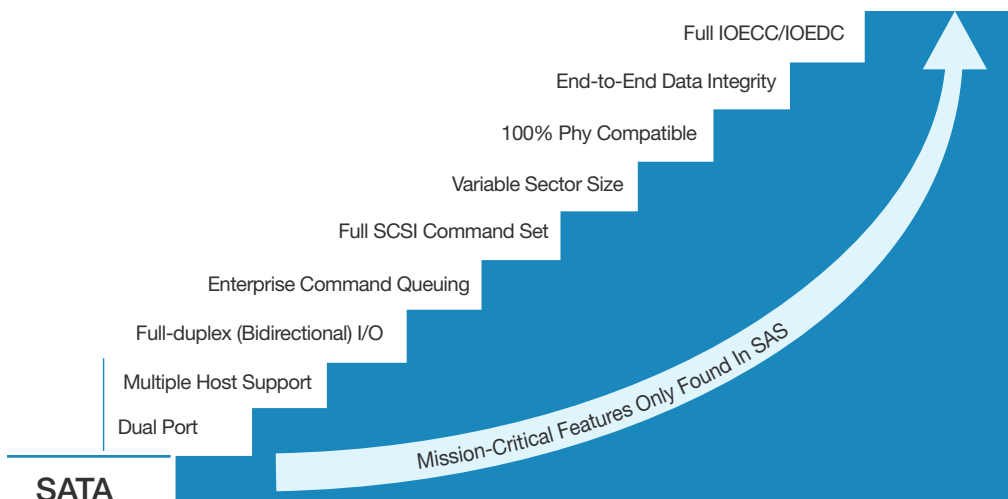 Full IOECC/IOEDC
End-to-End Data Integrity
100% Phy Compatible
Variable Sector Size
Full SCSI Command Set
Enterprise Command Queuing
Full-duplex (Bidirectional) I/O
Multiple Host Support
Dual Port
Mission-Critical Features Only Found In SAS
SATA